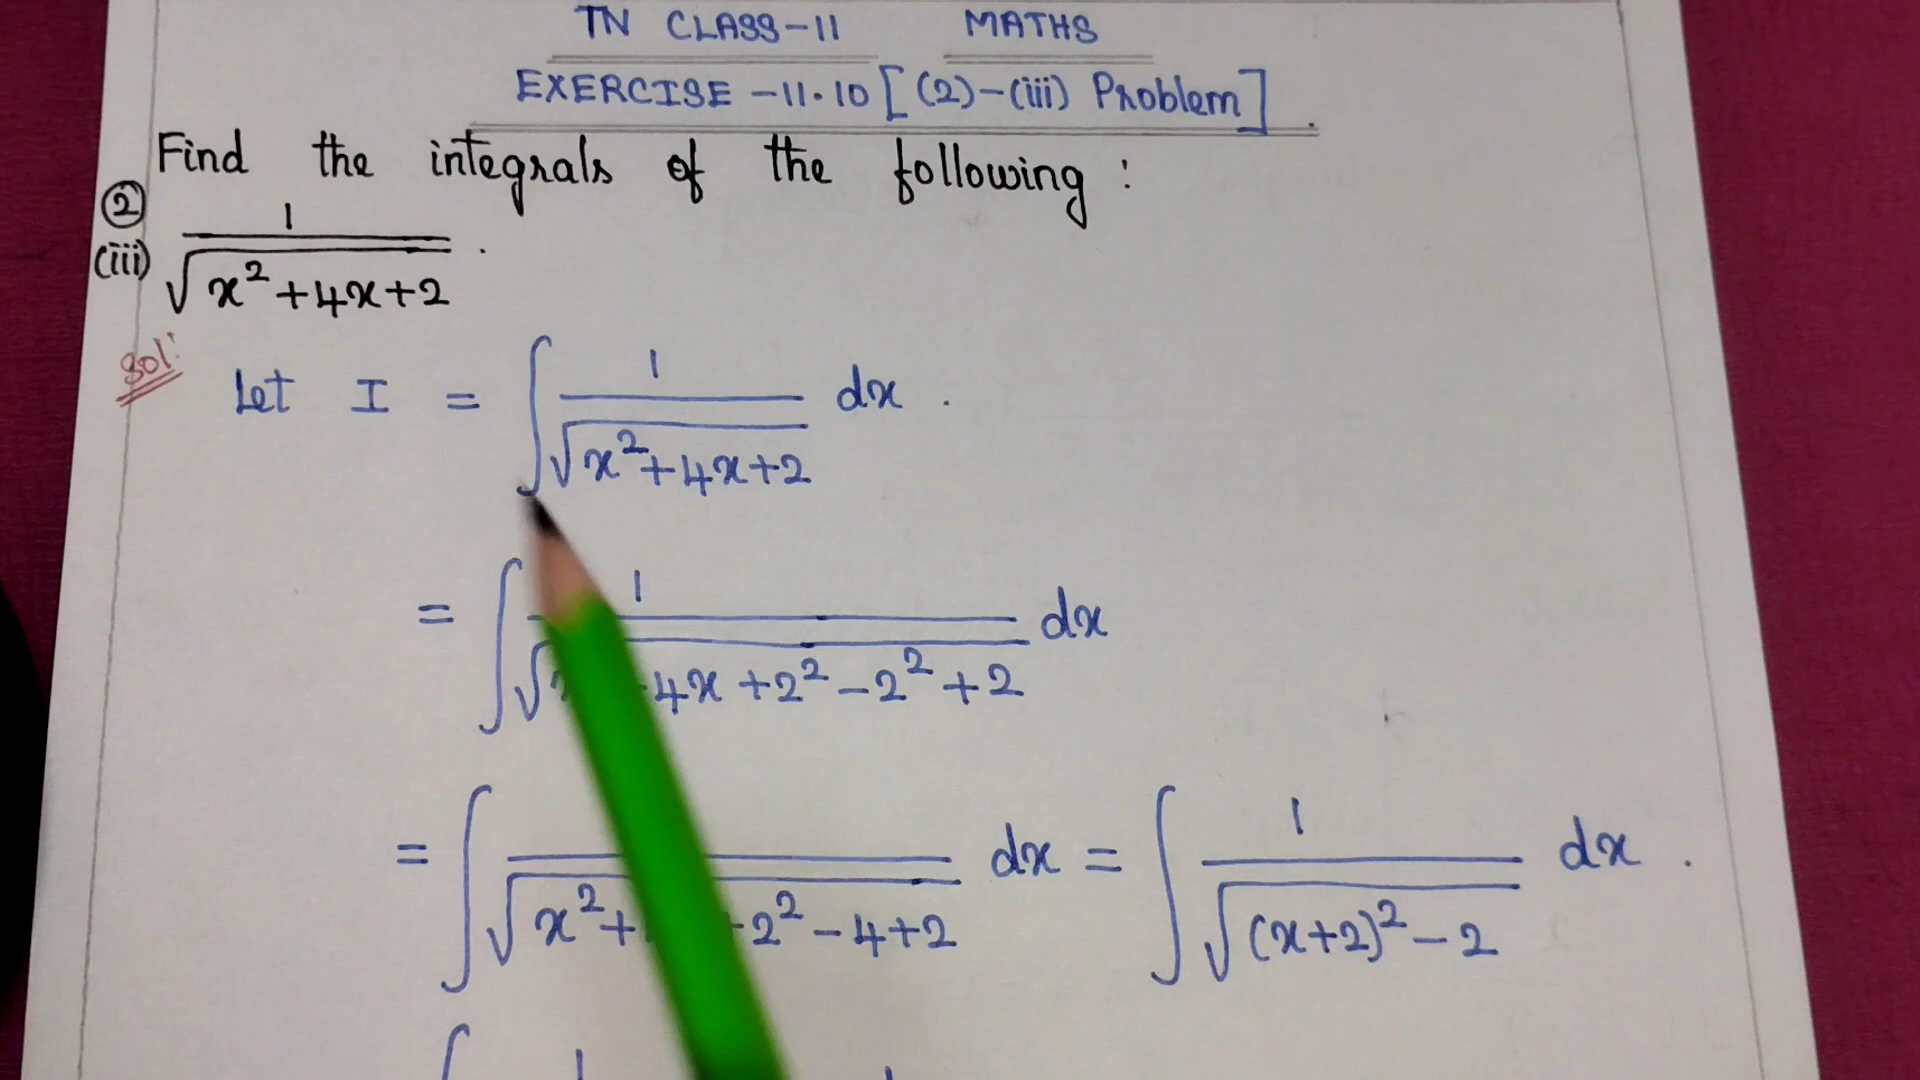 TN CLASS-11 MATHS
EXERCISE -11.10 [(2)-(iii) Problem].
Find the integrals of the following :
②
(iii) 1/√(x²+4x+2) .
Sol:
Let I = ∫ 1/√(x²+4x+2) dx .
= ∫ 1/√( 4x +2²-2²+2) dx
= ∫ /√(x²+ 2²-4+2) dx = ∫ 1/√((x+2)²-2) dx .
∫ 1